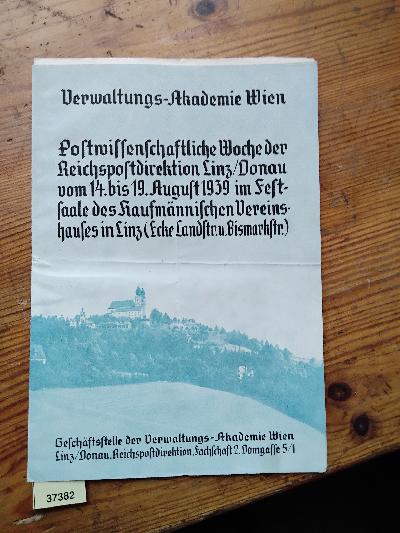 Verwaltungs-Akademie Wien
Postwissenschaftliche Woche der
Reichspostdirektion Linz/Donau
vom 14. bis 19. August 1939 im Fest-
saale des Kaufmännischen Vereins-
hauses in Linz (Ecke Landstr. u. Bismarkstr.)
Geschäftsstelle der Verwaltungs-Akademie Wien
Linz/Donau, Reichspostdirektion, Fachschaft 2, Domgasse 5/I
37382